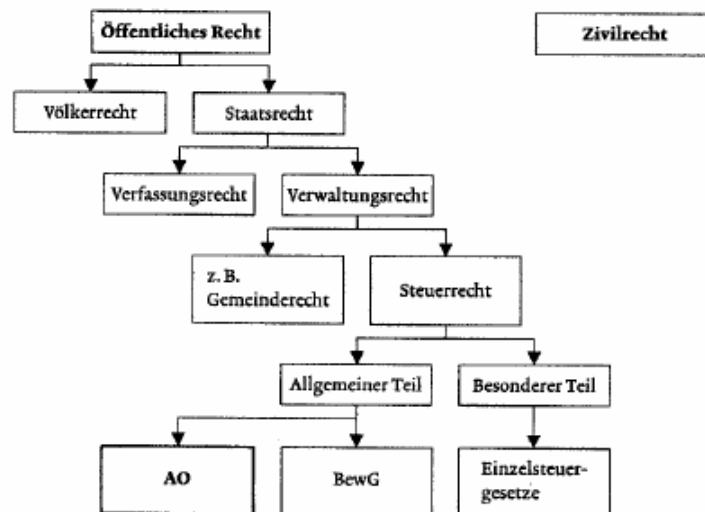 Öffentliches Recht
Zivilrecht
Völkerrecht
Staatsrecht
Verfassungsrecht
Verwaltungsrecht
z. B.
Gemeinderecht
Steuerrecht
Allgemeiner Teil
Besonderer Teil
AO
BewG
Einzelsteuer-
gesetze